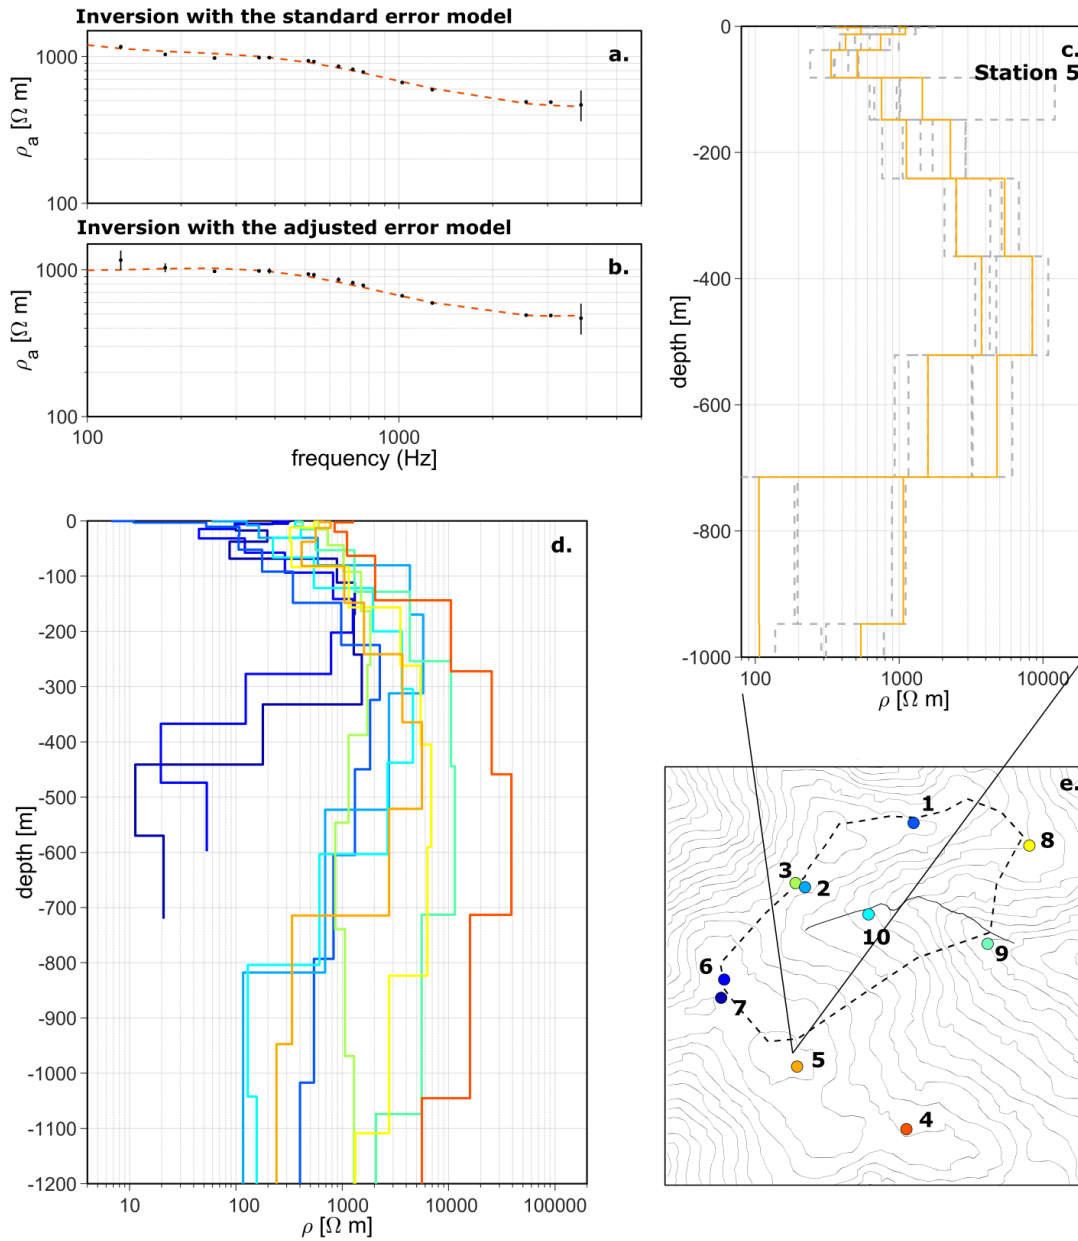 Inversion with the standard error model
a.
1000
100
ρa [Ω m]
Inversion with the adjusted error model
b.
1000
100
ρa [Ω m]
100 1000
frequency (Hz)
c.
Station 5
0
-200
-400
-600
-800
-1000
depth [m]
100 1000 10000
ρ [Ω m]
d.
0
-100
-200
-300
-400
-500
-600
-700
-800
-900
-1000
-1100
-1200
depth [m]
10 100 1000 10000 100000
ρ [Ω m]
e.
1
8
3
2
10
9
6
7
5
4